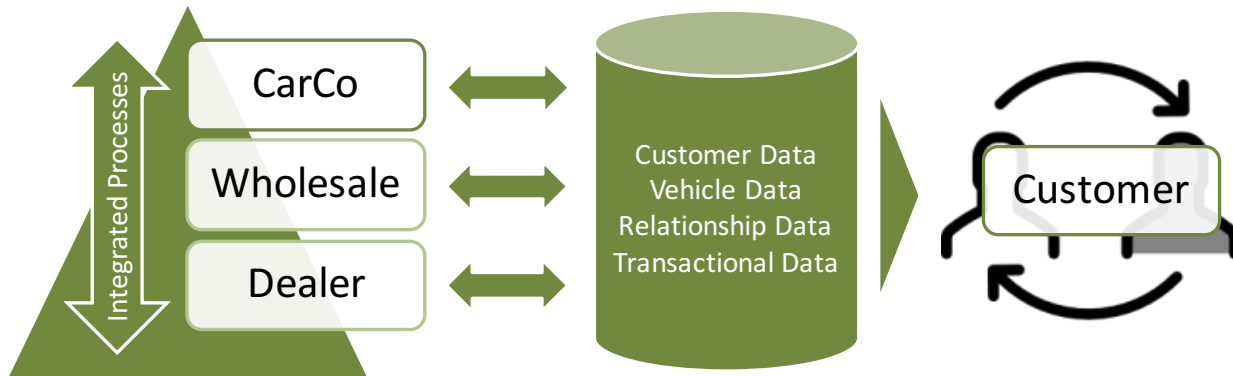 Integrated Processes
CarCo
Wholesale
Dealer
Customer Data
Vehicle Data
Relationship Data
Transactional Data
Customer